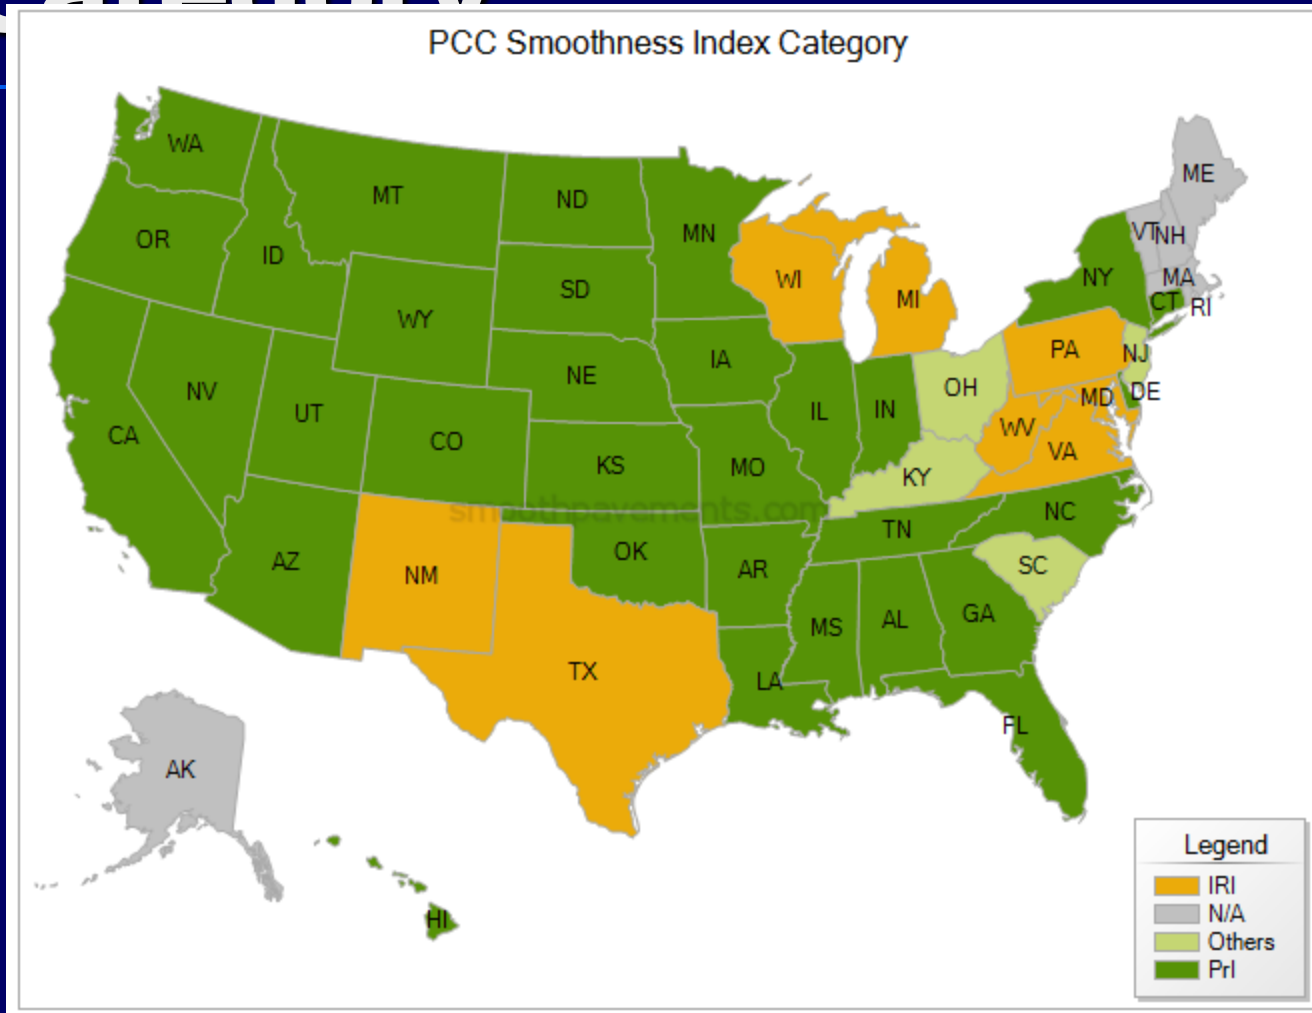 PCC Smoothness Index Category
WA
MT
ND
MN
ME
OR
ID
SD
WI
MI
VT
NH
NY
MA
CT
RI
WY
IA
PA
NJ
NV
UT
NE
IL
IN
OH
MD
DE
CA
CO
KS
MO
WV
VA
KY
smoothpavements.com
AZ
NM
OK
AR
TN
NC
SC
TX
MS
AL
GA
LA
FL
AK
HI
Legend
IRI
N/A
Others
PrI